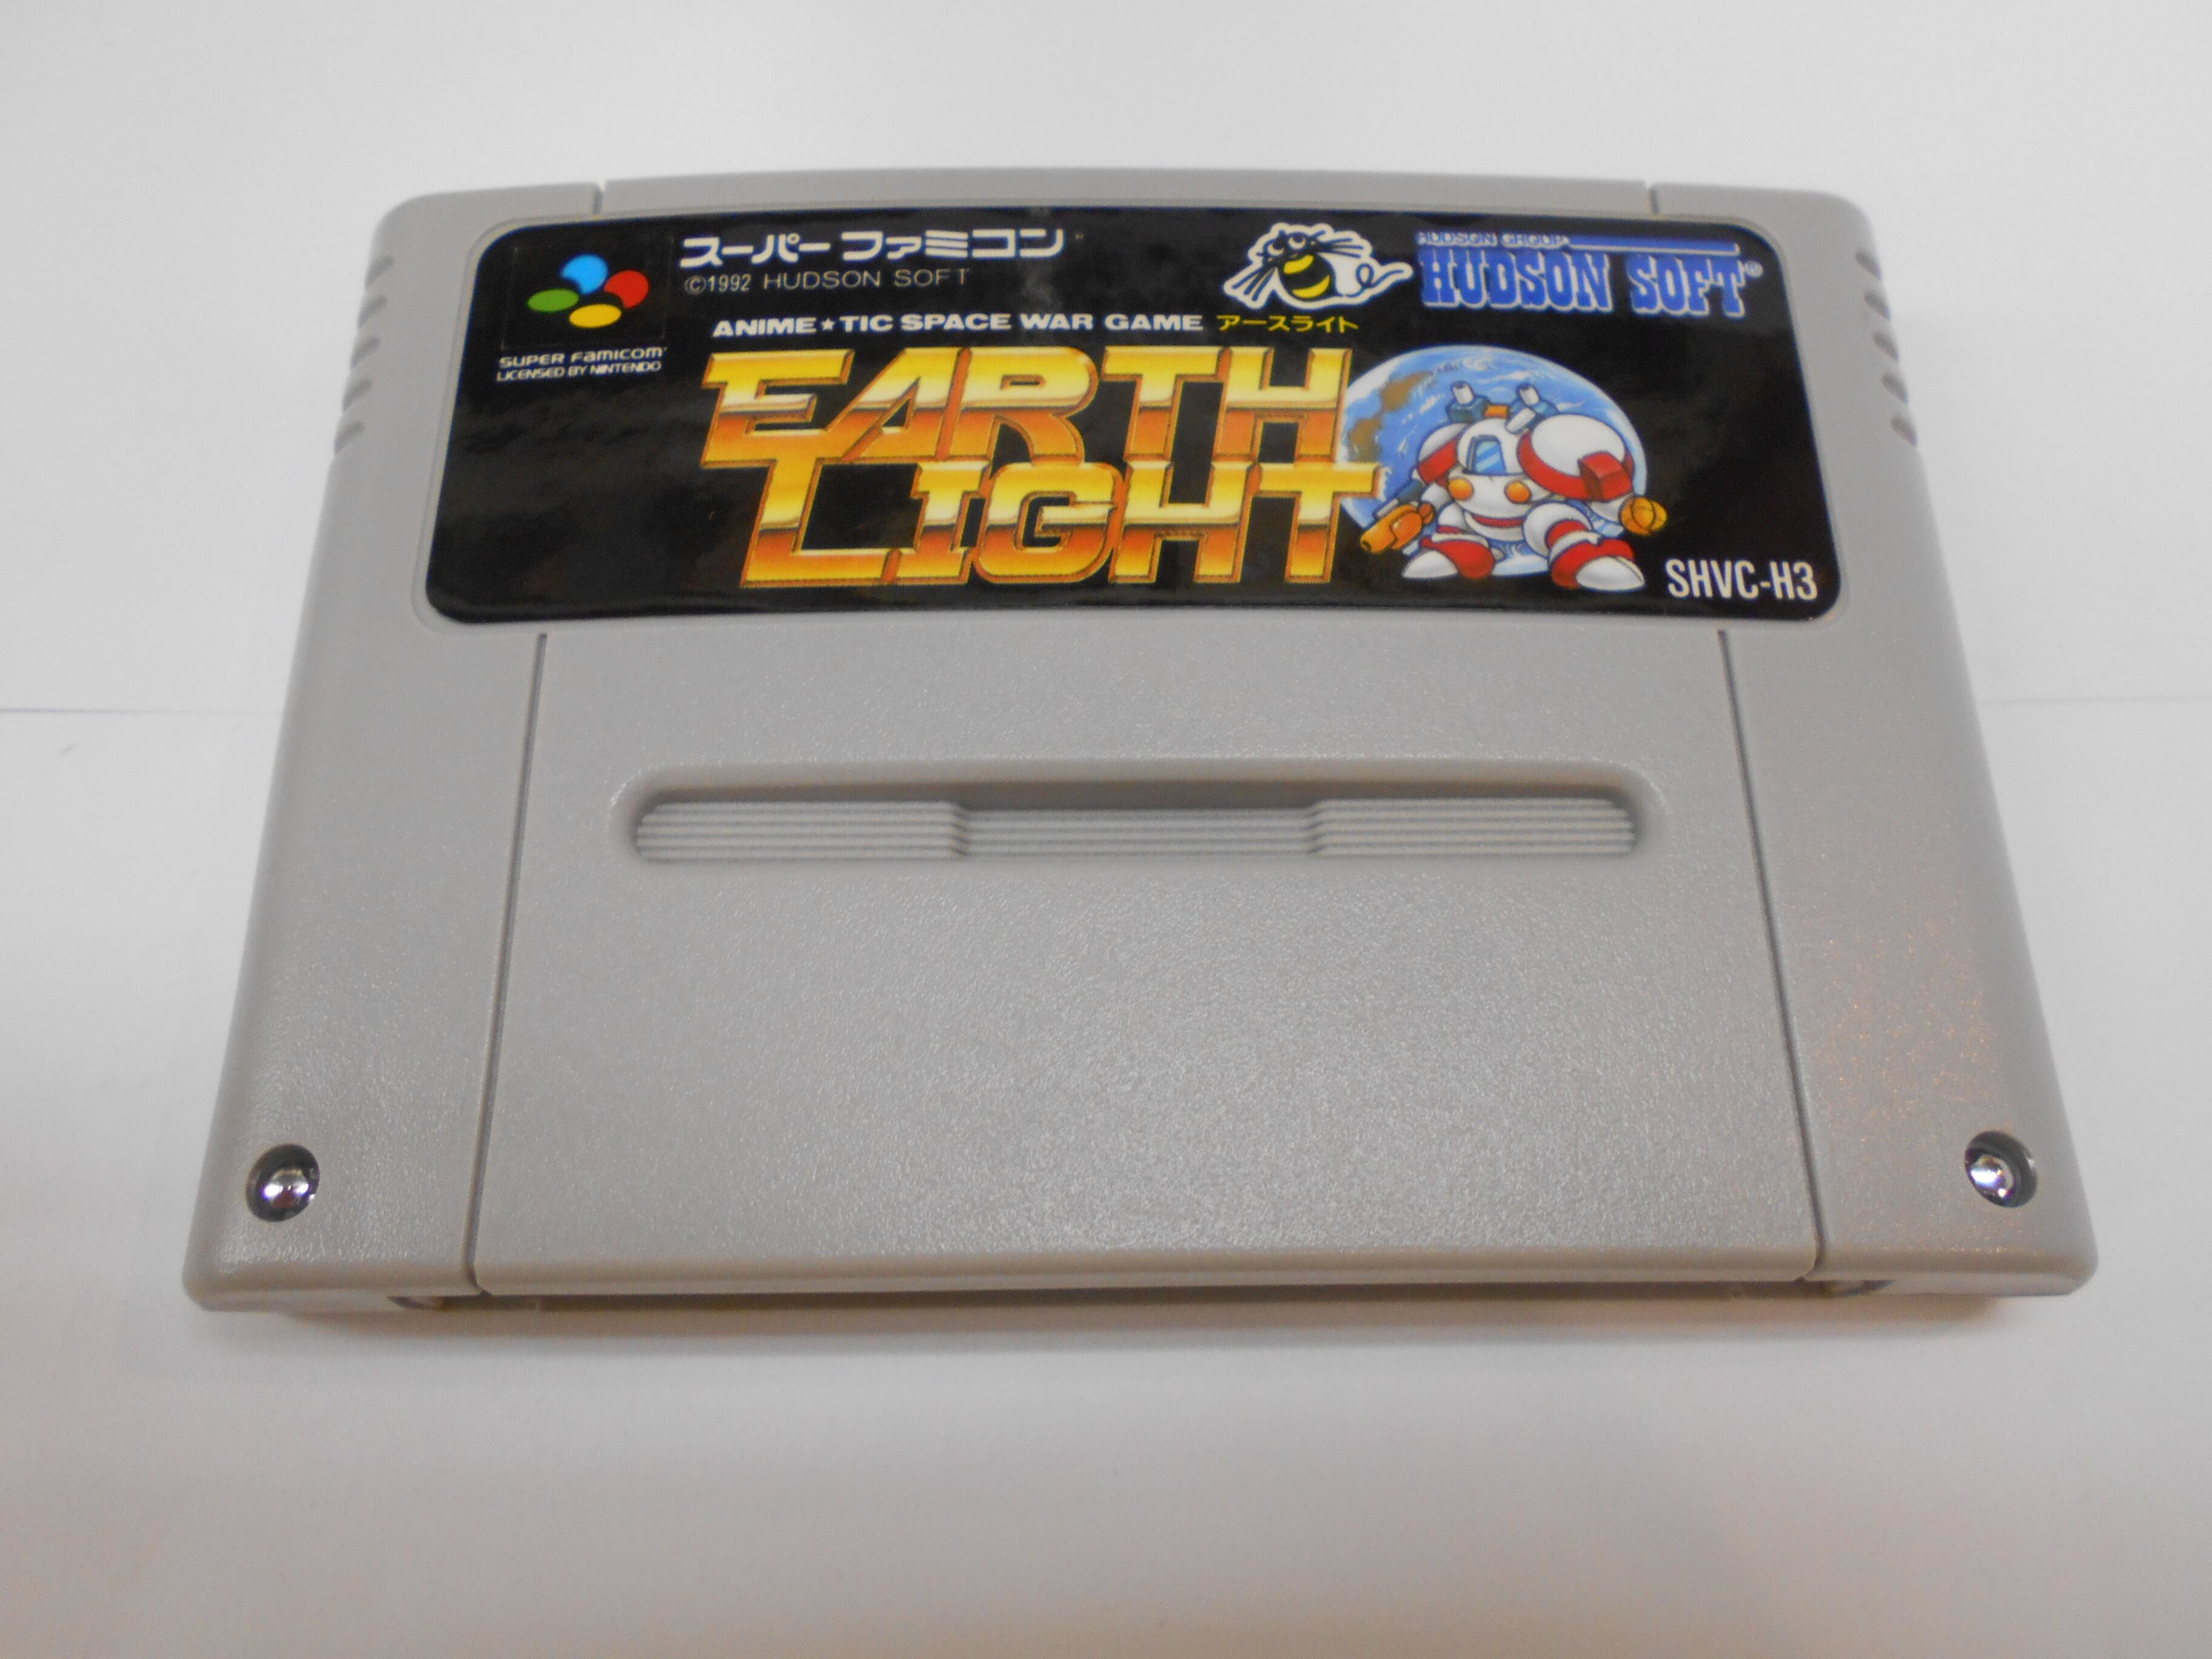 スーパーファミコン
©1992 HUDSON SOFT
SUPER FAMICOM
LICENSED BY NINTENDO
HUDSON GROUP
HUDSON SOFT®
ANIME★TIC SPACE WAR GAME アースライト
EARTH
LIGHT
SHVC-H3